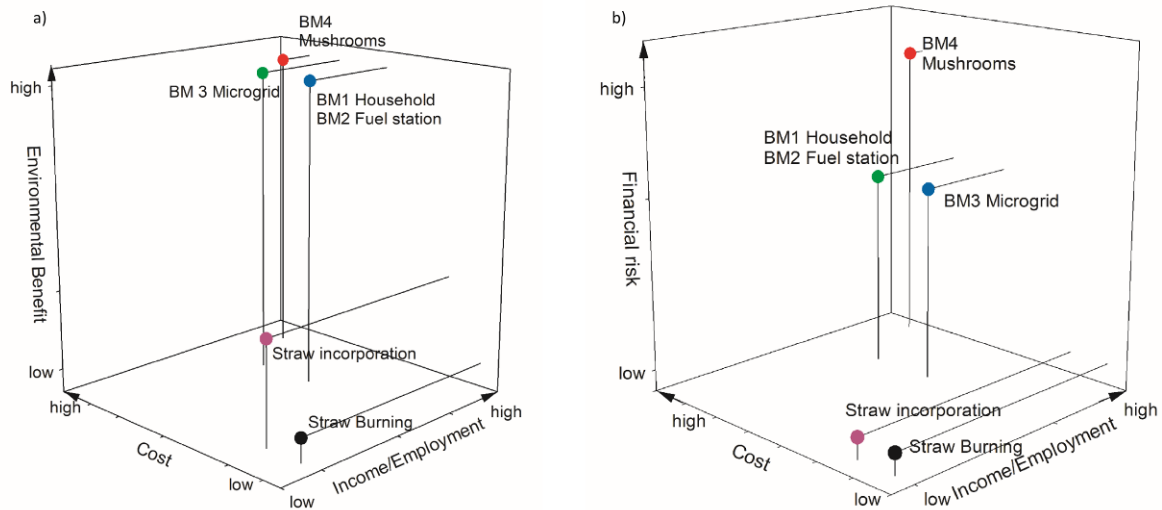 a)
BM4
Mushrooms
high
BM 3 Microgrid
BM1 Household
BM2 Fuel station
Environmental Benefit
Straw incorporation
low
high
Straw Burning
high
Cost
Income/Employment
low
low
b)
BM4
Mushrooms
high
BM1 Household
BM2 Fuel station
BM3 Microgrid
Financial risk
low
high
Straw incorporation
high
Straw Burning
Cost
Income/Employment
low
low